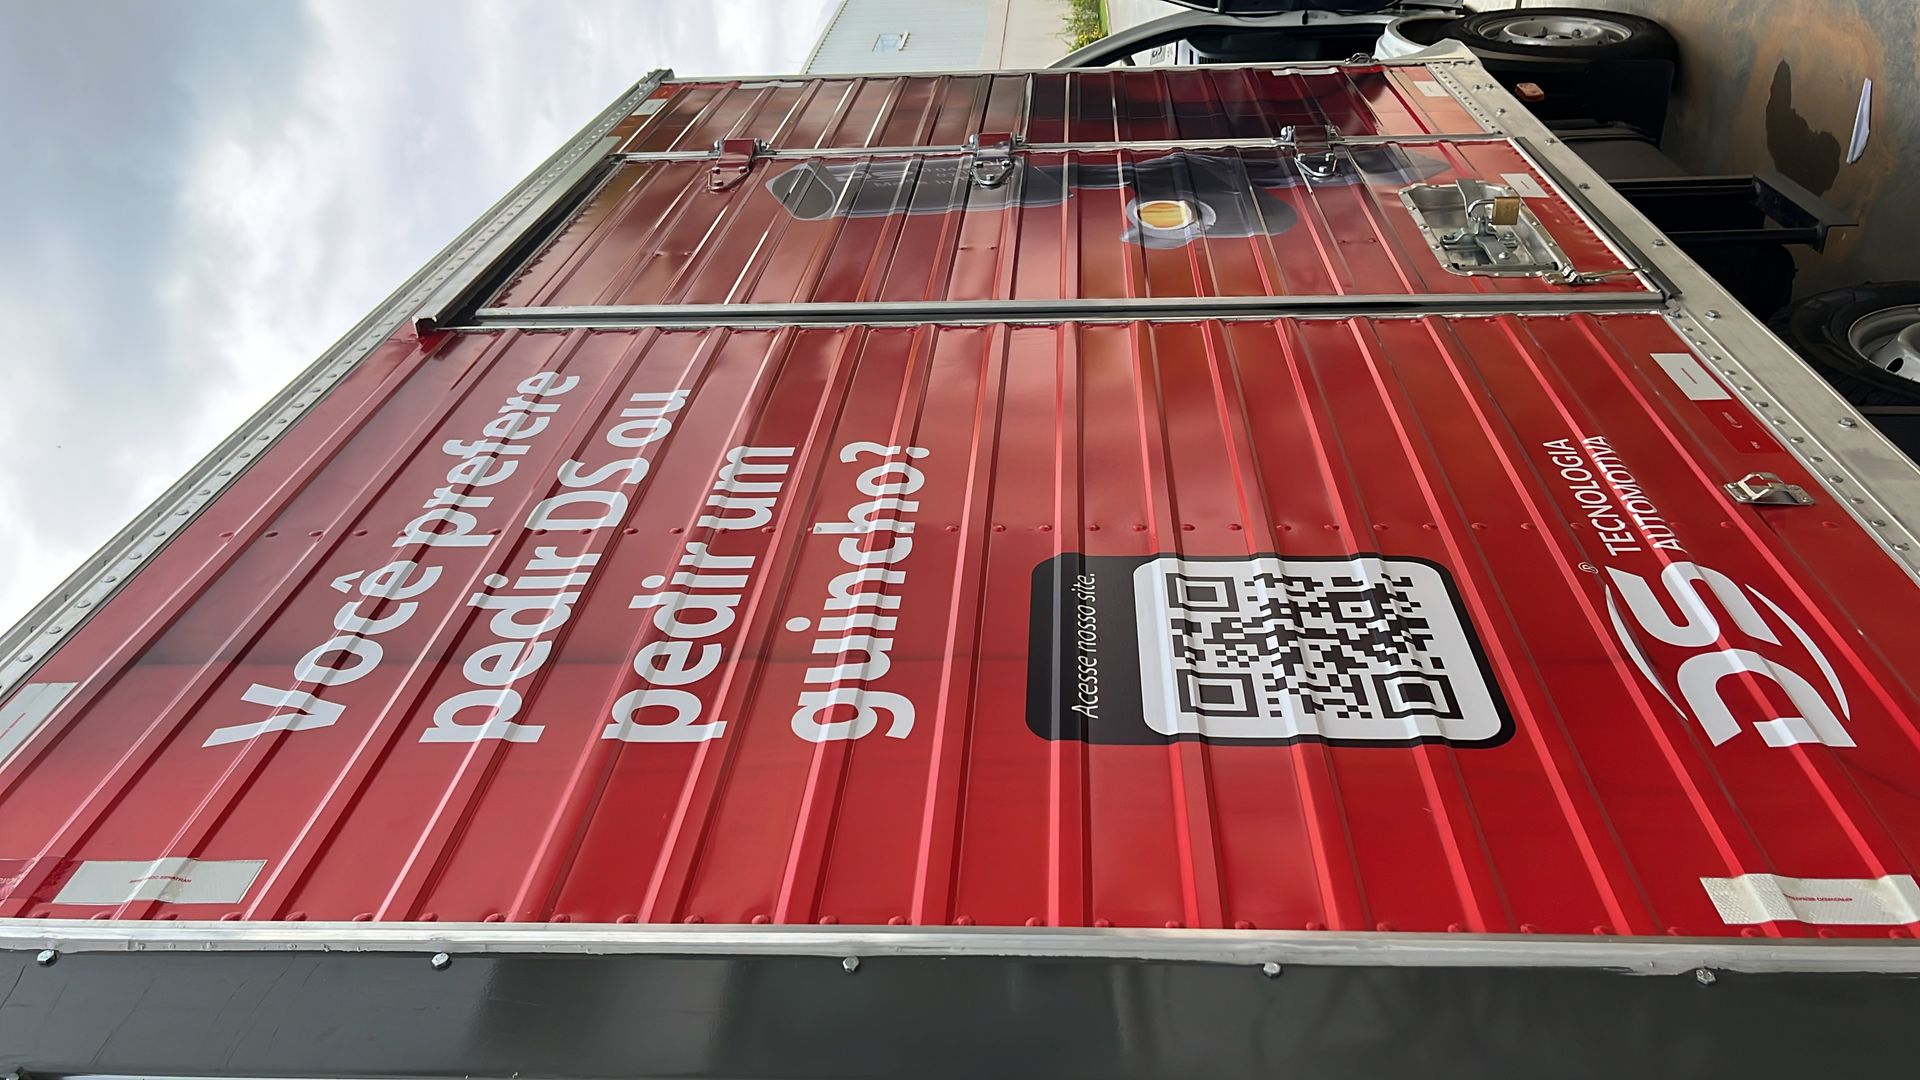 Você prefere
pedir DS ou
pedir um
guincho?
Acesse nosso site.
DS
®
TECNOLOGIA
AUTOMOTIVA